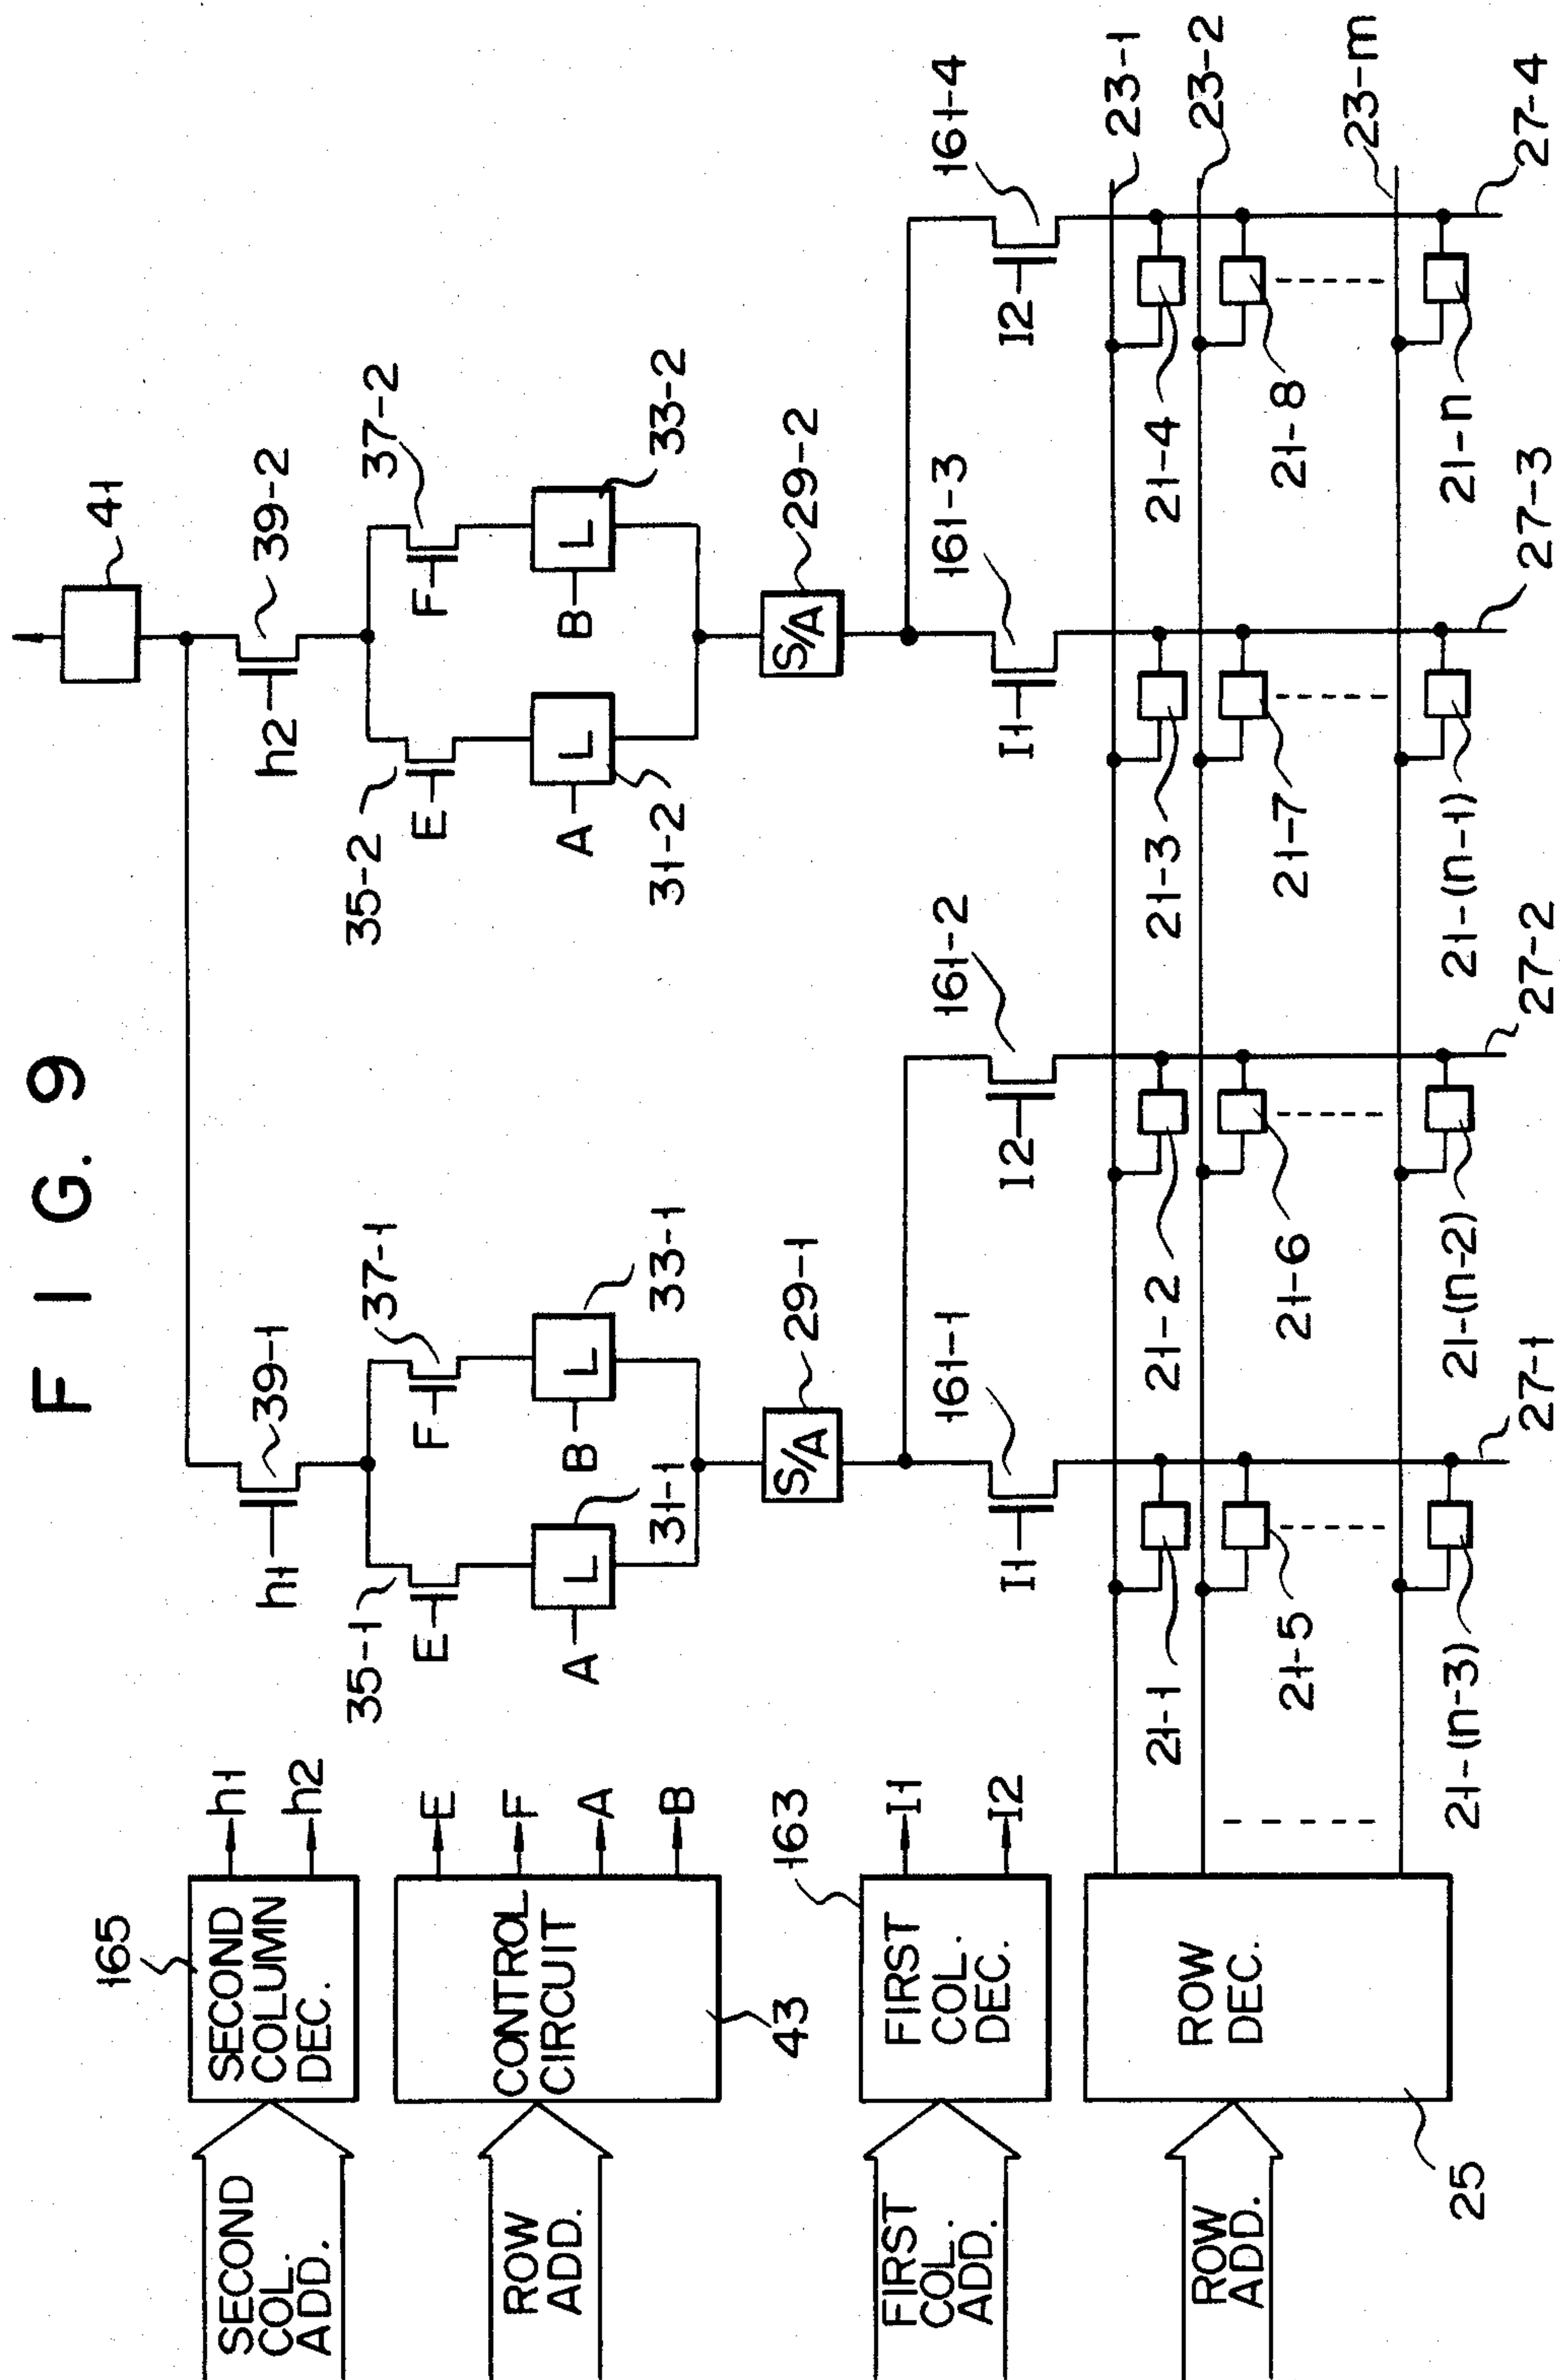 FIG. 9
41
165
SECOND
COL.
ADD.
SECOND
COLUMN
DEC.
h1
h2
h1
39-1
h2
39-2
ROW
ADD.
CONTROL
CIRCUIT
43
E
F
A
B
35-1
E
F
37-1
A
L
31-1
B
L
33-1
35-2
E
F
37-2
A
L
31-2
B
L
33-2
S/A
29-1
S/A
29-2
163
FIRST
COL.
ADD.
FIRST
COL.
DEC.
I1
I2
I1
161-1
I2
161-2
I1
161-3
I2
161-4
ROW
ADD.
ROW
DEC.
25
23-1
23-2
23-m
21-1
21-2
21-3
21-4
21-5
21-6
21-7
21-8
21-(n-3)
21-(n-2)
21-(n-1)
21-n
27-1
27-2
27-3
27-4